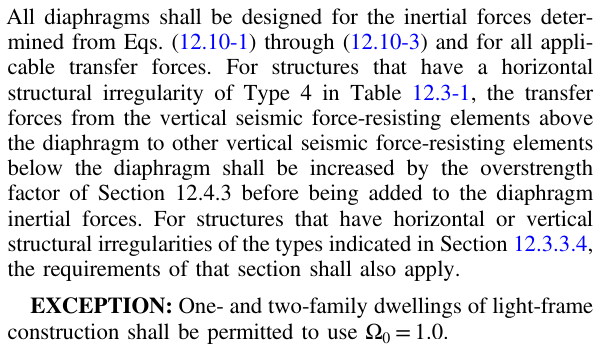 All diaphragms shall be designed for the inertial forces deter-
mined from Eqs. (12.10-1) through (12.10-3) and for all appli-
cable transfer forces. For structures that have a horizontal
structural irregularity of Type 4 in Table 12.3-1, the transfer
forces from the vertical seismic force-resisting elements above
the diaphragm to other vertical seismic force-resisting elements
below the diaphragm shall be increased by the overstrength
factor of Section 12.4.3 before being added to the diaphragm
inertial forces. For structures that have horizontal or vertical
structural irregularities of the types indicated in Section 12.3.3.4,
the requirements of that section shall also apply.
EXCEPTION: One- and two-family dwellings of light-frame
construction shall be permitted to use Ω₀ = 1.0.